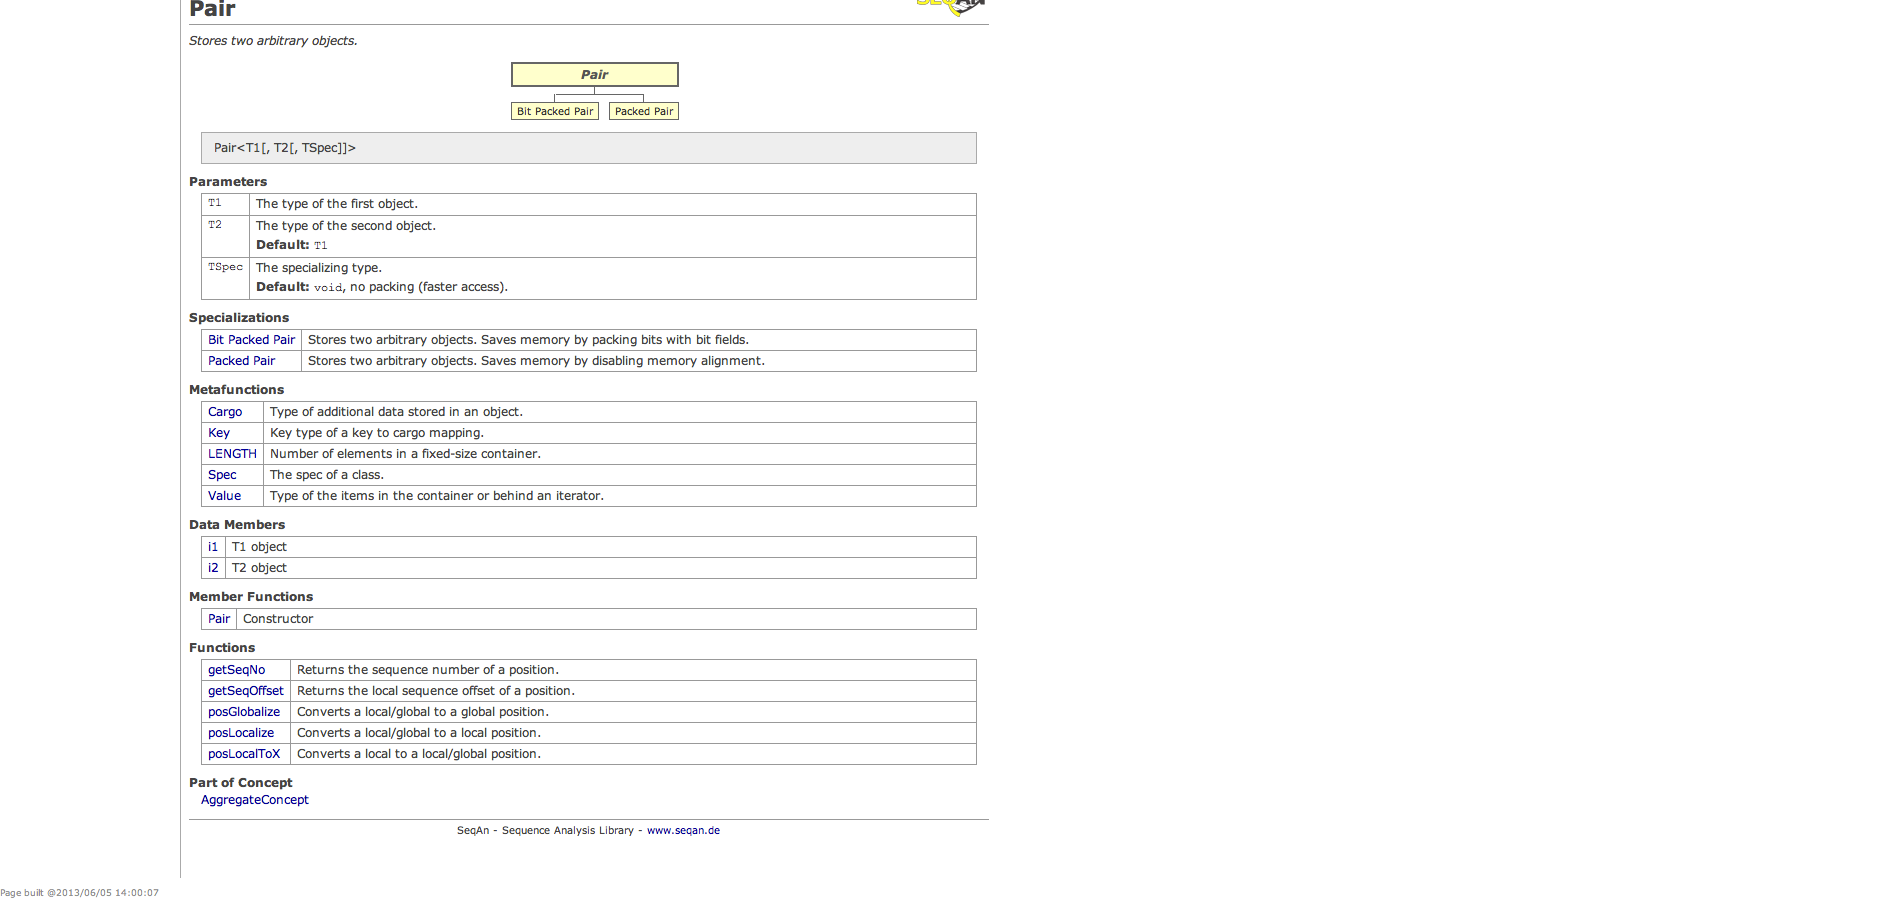 Pair
SEQAN
Stores two arbitrary objects.
Pair
Bit Packed Pair Packed Pair
Pair<T1[, T2[, TSpec]]>
Parameters
T1 The type of the first object.
T2 The type of the second object.
Default: T1
TSpec The specializing type.
Default: void, no packing (faster access).
Specializations
Bit Packed Pair Stores two arbitrary objects. Saves memory by packing bits with bit fields.
Packed Pair Stores two arbitrary objects. Saves memory by disabling memory alignment.
Metafunctions
Cargo Type of additional data stored in an object.
Key Key type of a key to cargo mapping.
LENGTH Number of elements in a fixed-size container.
Spec The spec of a class.
Value Type of the items in the container or behind an iterator.
Data Members
i1 T1 object
i2 T2 object
Member Functions
Pair Constructor
Functions
getSeqNo Returns the sequence number of a position.
getSeqOffset Returns the local sequence offset of a position.
posGlobalize Converts a local/global to a global position.
posLocalize Converts a local/global to a local position.
posLocalToX Converts a local to a local/global position.
Part of Concept
AggregateConcept
SeqAn - Sequence Analysis Library - www.seqan.de
Page built @2013/06/05 14:00:07